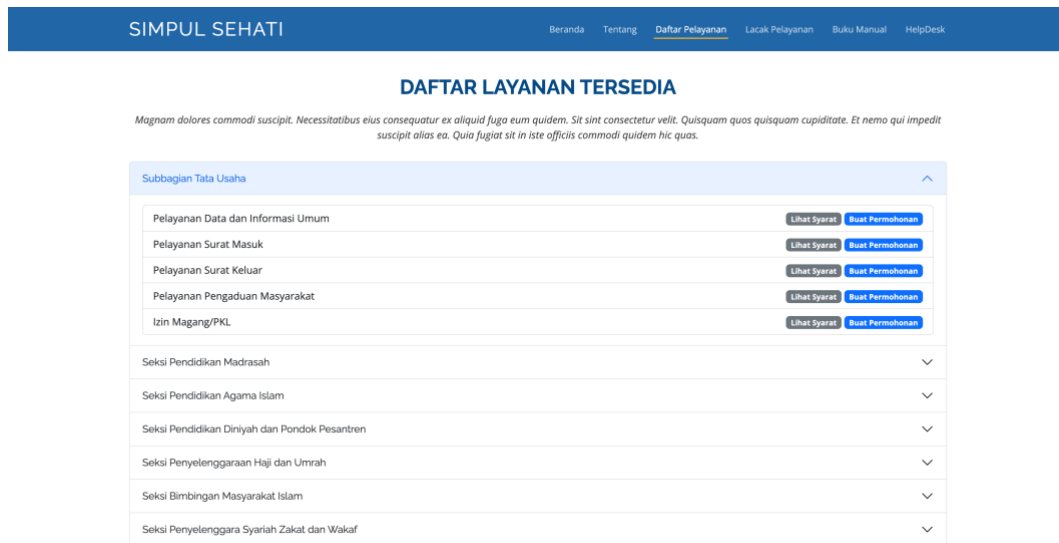 SIMPUL SEHATI
Beranda Tentang Daftar Pelayanan Lacak Pelayanan Buku Manual HelpDesk
DAFTAR LAYANAN TERSEDIA
Magnam dolores commodi suscipit. Necessitatibus eius consequatur ex aliquid fuga eum quidem. Sit sint consectetur velit. Quisquam quos quisquam cupiditate. Et nemo qui impedit
suscipit alias ea. Quia fugiat sit in iste officiis commodi quidem hic quas.
Subbagian Tata Usaha
Pelayanan Data dan Informasi Umum Lihat Syarat Buat Permohonan
Pelayanan Surat Masuk Lihat Syarat Buat Permohonan
Pelayanan Surat Keluar Lihat Syarat Buat Permohonan
Pelayanan Pengaduan Masyarakat Lihat Syarat Buat Permohonan
Izin Magang/PKL Lihat Syarat Buat Permohonan
Seksi Pendidikan Madrasah
Seksi Pendidikan Agama Islam
Seksi Pendidikan Diniyah dan Pondok Pesantren
Seksi Penyelenggaraan Haji dan Umrah
Seksi Bimbingan Masyarakat Islam
Seksi Penyelenggara Syariah Zakat dan Wakaf